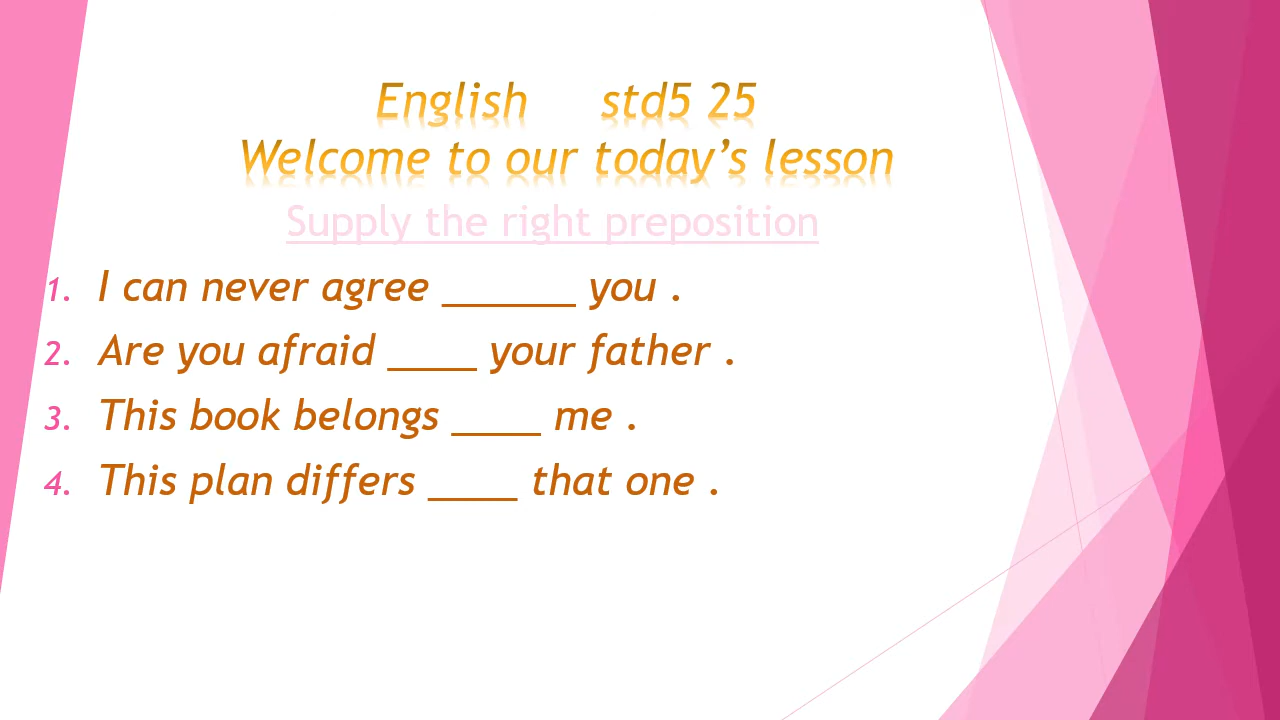 English std5 25
Welcome to our today’s lesson
Supply the right preposition
1. I can never agree ______ you .
2. Are you afraid ____ your father .
3. This book belongs ____ me .
4. This plan differs ____ that one .